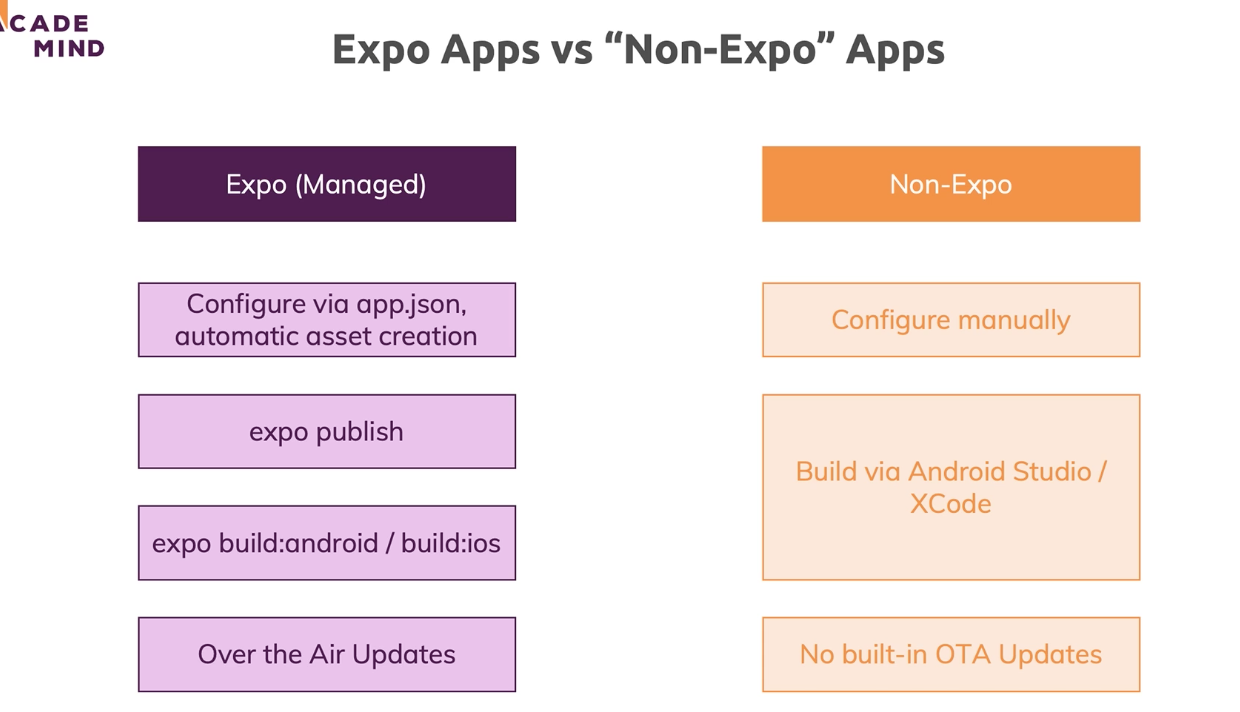 ACADE
MIND
Expo Apps vs “Non-Expo” Apps
Expo (Managed)
Non-Expo
Configure via app.json,
automatic asset creation
Configure manually
expo publish
Build via Android Studio /
XCode
expo build:android / build:ios
Over the Air Updates
No built-in OTA Updates